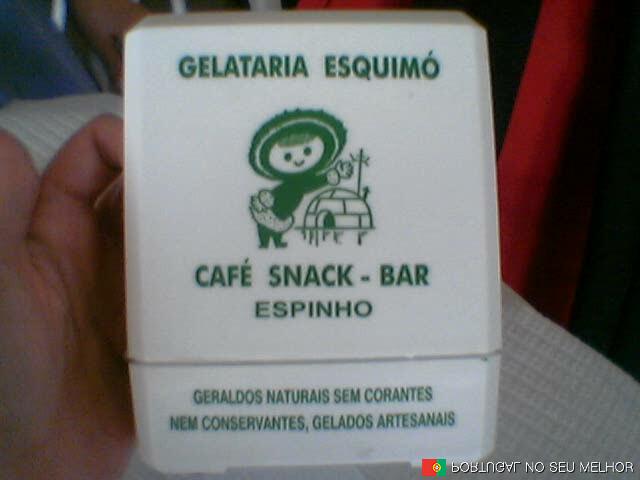 GELATARIA ESQUIMÓ
CAFÉ SNACK - BAR
ESPINHO
GERALDOS NATURAIS SEM CORANTES
NEM CONSERVANTES, GELADOS ARTESANAIS
PORTUGAL NO SEU MELHOR